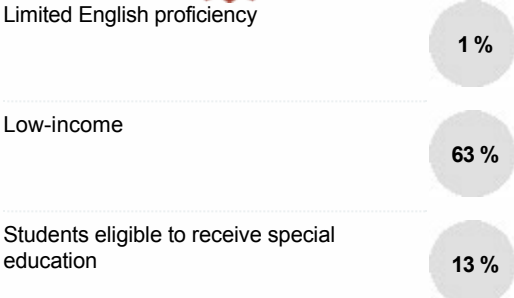 Limited English proficiency
1 %
Low-income
63 %
Students eligible to receive special
education
13 %